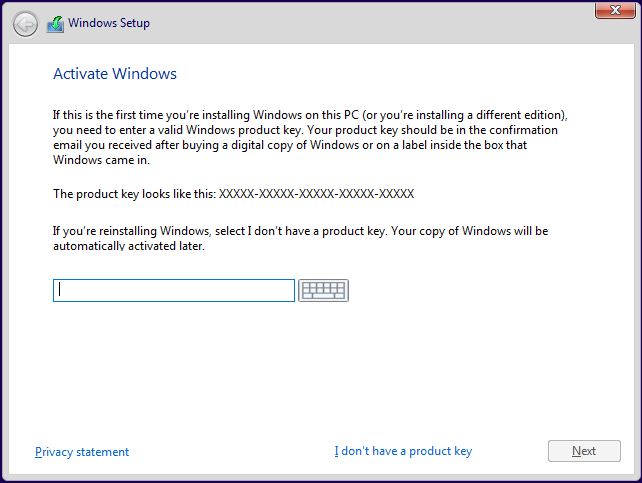 Windows Setup
Activate Windows
If this is the first time you're installing Windows on this PC (or you're installing a different edition),
you need to enter a valid Windows product key. Your product key should be in the confirmation
email you received after buying a digital copy of Windows or on a label inside the box that
Windows came in.
The product key looks like this: XXXXX-XXXXX-XXXXX-XXXXX-XXXXX
If you're reinstalling Windows, select I don't have a product key. Your copy of Windows will be
automatically activated later.
Privacy statement
I don't have a product key
Next